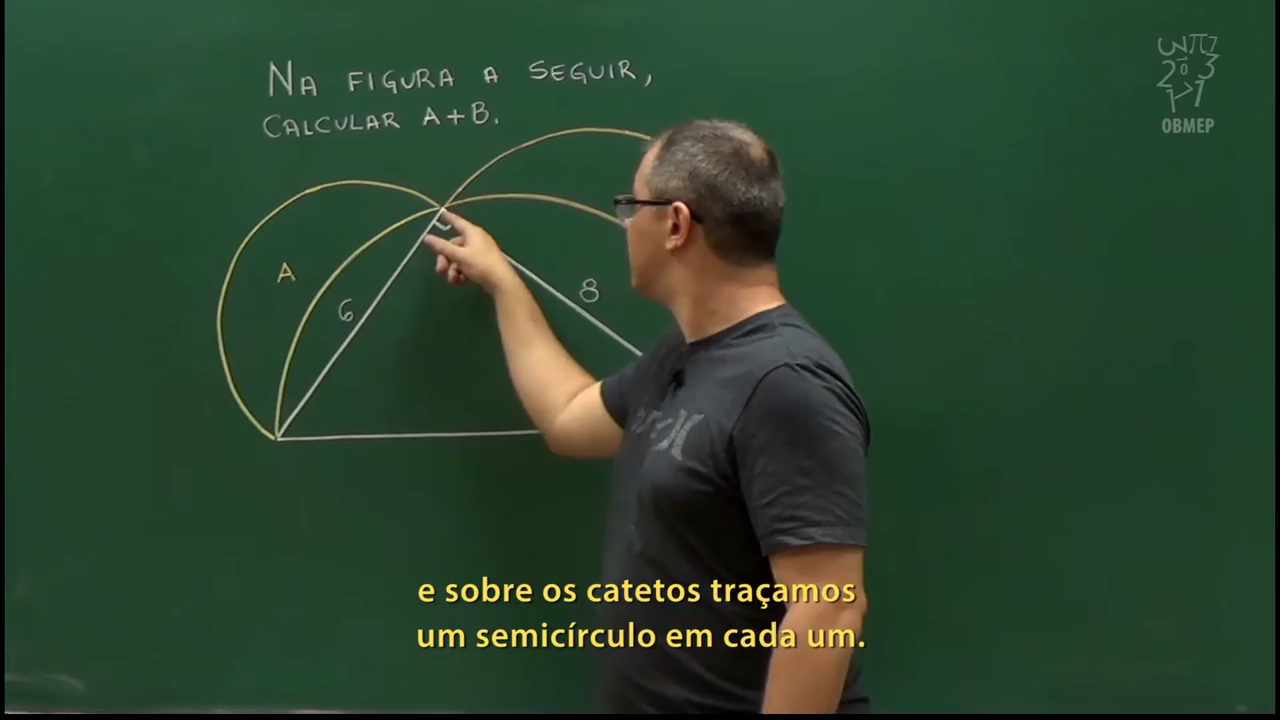 NA FIGURA A SEGUIR,
CALCULAR A+B.
OBMEP
A
6
8
e sobre os catetos traçamos
um semicírculo em cada um.